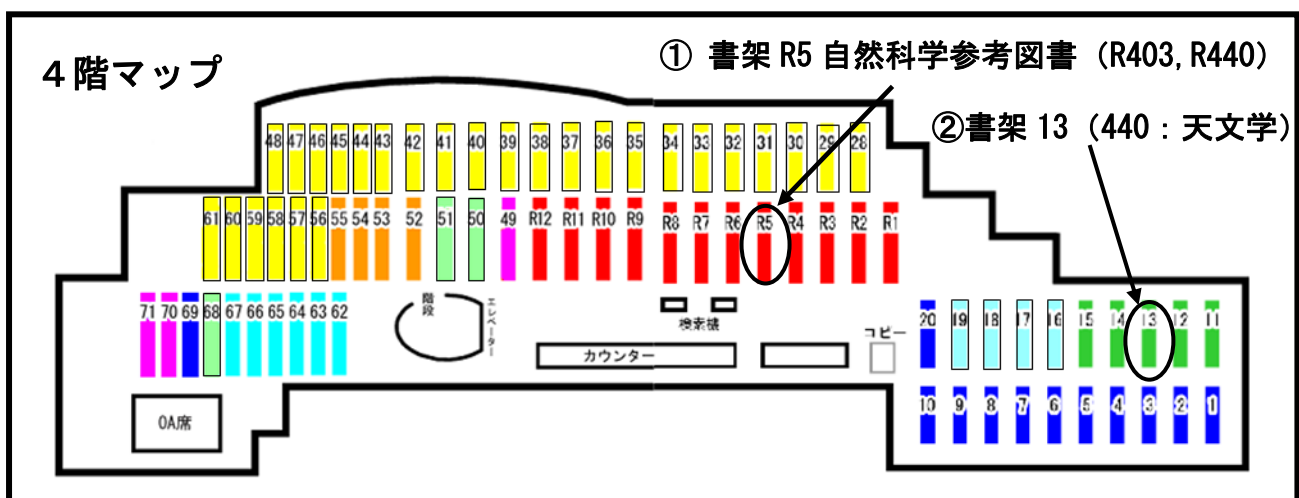 4階マップ
① 書架 R5 自然科学参考図書（R403, R440）
②書架 13（440：天文学）
48 47 46 45 44 43 42 41 40 39 38 37 36 35 34 33 32 31 30 29 28
61 60 59 58 57 56 55 54 53 52 51 50 49 R12 R11 R10 R9 R8 R7 R6 R5 R4 R3 R2 R1
71 70 69 68 67 66 65 64 63 62
階段
エレベーター
検索機
カウンター
コピー
20 19 18 17 16 15 14 13 12 11
10 9 8 7 6 5 4 3 2 1
OA席